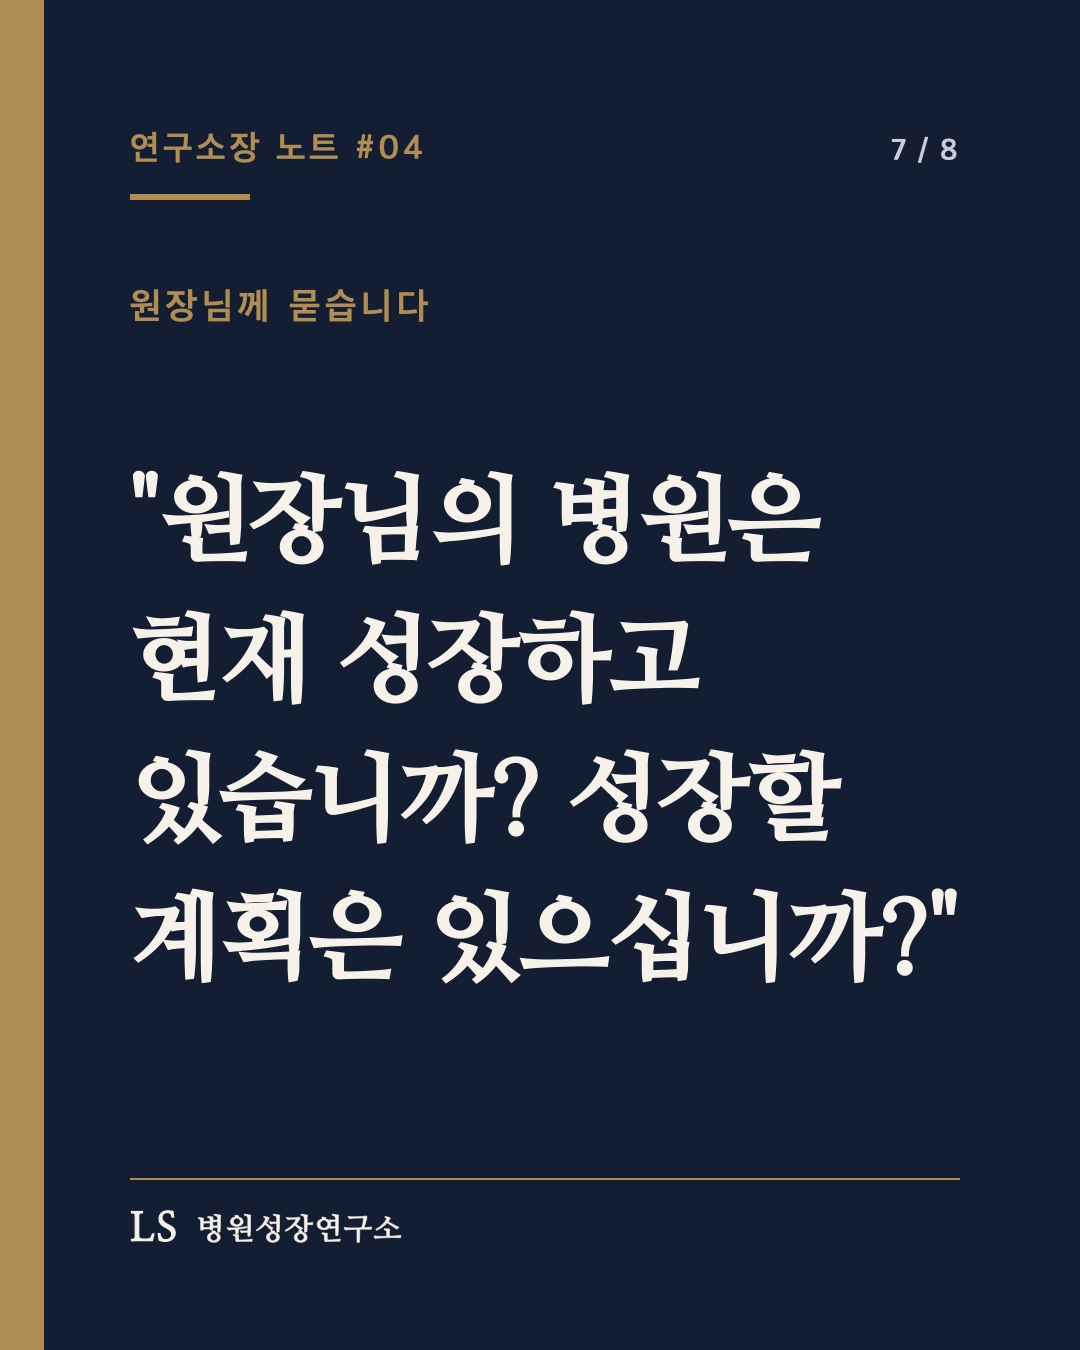 연구소장 노트 #04
7 / 8
원장님께 묻습니다
"원장님의 병원은
현재 성장하고
있습니까? 성장할
계획은 있으십니까?"
LS 병원성장연구소